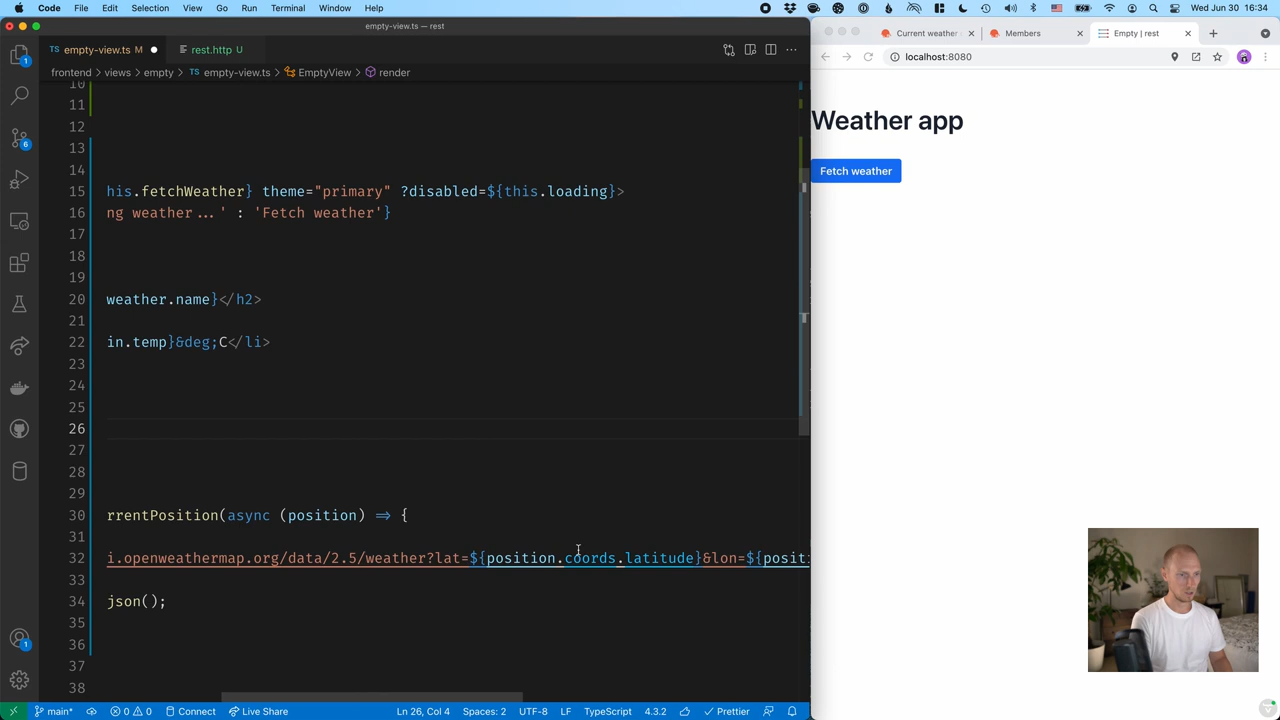 Code File Edit Selection View Go Run Terminal Window Help Wed Jun 30 16:34
empty-view.ts — rest
empty-view.ts M rest.http U
frontend > views > empty > TS empty-view.ts > EmptyView > render
10
11
12
13
14
15 his.fetchWeather} theme="primary" ?disabled=${this.loading}>
16 ng weather...' : 'Fetch weather'}
17
18
19
20 weather.name}</h2>
21
22 in.temp}&deg;C</li>
23
24
25
26
27
28
29
30 rrentPosition(async (position) => {
31
32 i.openweathermap.org/data/2.5/weather?lat=${position.coords.latitude}&lon=${positi
33
34 json();
35
36
37
38
main* 0 0 Connect Live Share Ln 26, Col 4 Spaces: 2 UTF-8 LF TypeScript 4.3.2 Prettier
Current weather Members Empty | rest
localhost:8080
Weather app
Fetch weather